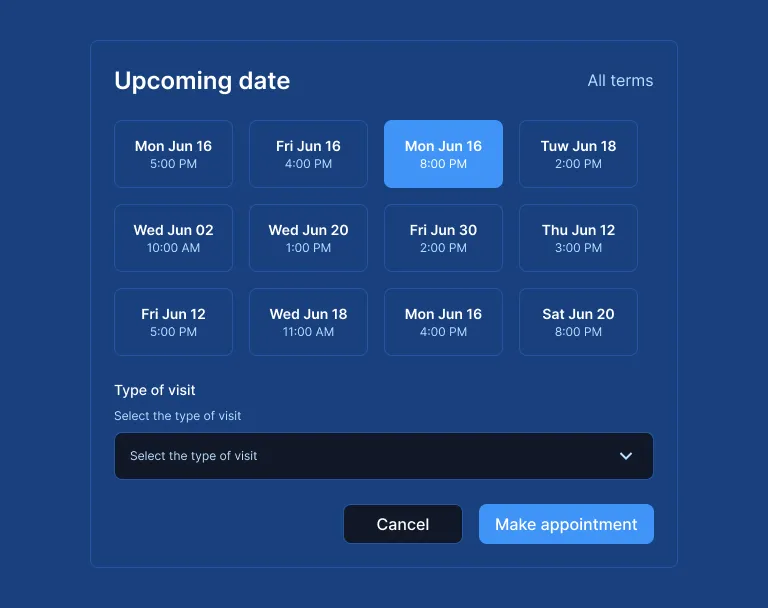 Upcoming date
All terms
Mon Jun 16
5:00 PM
Fri Jun 16
4:00 PM
Mon Jun 16
8:00 PM
Tuw Jun 18
2:00 PM
Wed Jun 02
10:00 AM
Wed Jun 20
1:00 PM
Fri Jun 30
2:00 PM
Thu Jun 12
3:00 PM
Fri Jun 12
5:00 PM
Wed Jun 18
11:00 AM
Mon Jun 16
4:00 PM
Sat Jun 20
8:00 PM
Type of visit
Select the type of visit
Select the type of visit
Cancel
Make appointment